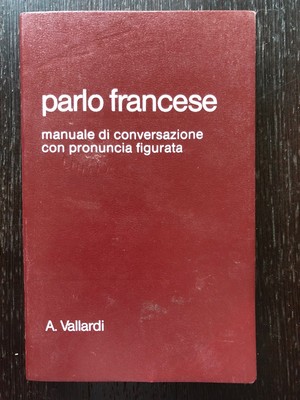 parlo francese
manuale di conversazione
con pronuncia figurata
A. Vallardi